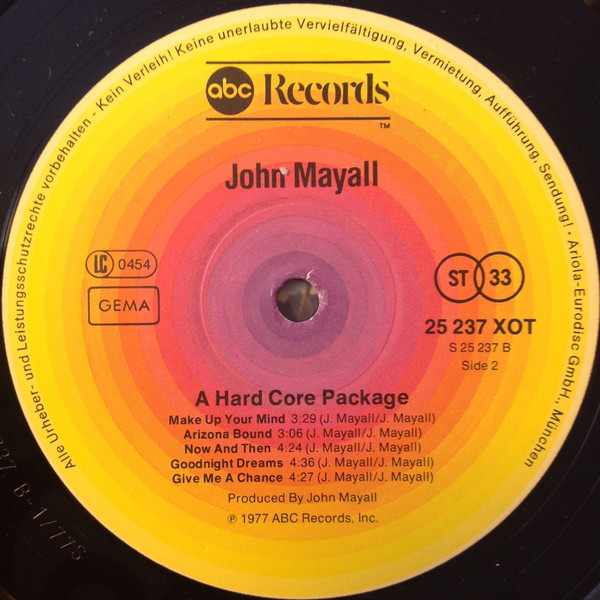 Alle Urheber- und Leistungsschutzrechte vorbehalten - Kein Verleih! Keine unerlaubte Vervielfältigung, Vermietung, Aufführung, Sendung! · Ariola-Eurodisc GmbH., München
abc Records
TM
John Mayall
LC 0454
GEMA
ST 33
25 237 XOT
S 25 237 B
Side 2
A Hard Core Package
Make Up Your Mind 3:29 (J. Mayall/J. Mayall)
Arizona Bound 3:06 (J. Mayall/J. Mayall)
Now And Then 4:24 (J. Mayall/J. Mayall)
Goodnight Dreams 4:36 (J. Mayall/J. Mayall)
Give Me A Chance 4:27 (J. Mayall/J. Mayall)
Produced By John Mayall
℗ 1977 ABC Records, Inc.